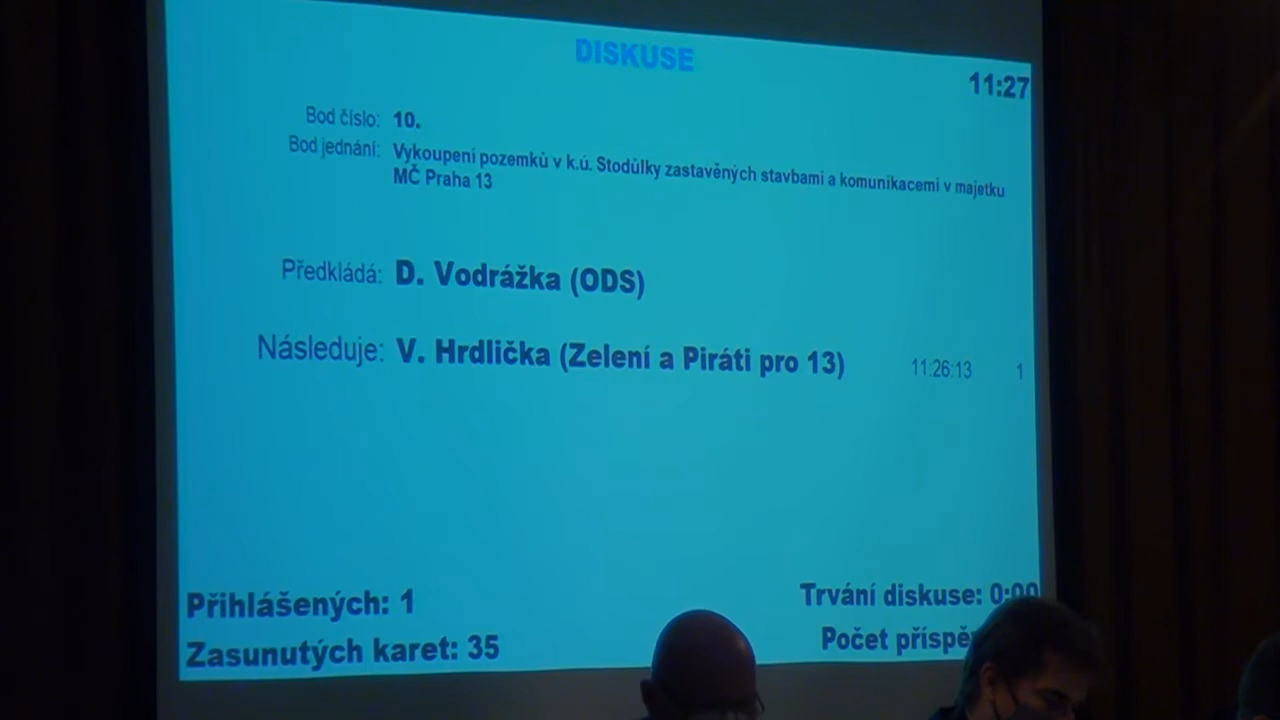 DISKUSE
11:27
Bod číslo: 10.
Bod jednání: Vykoupení pozemků v k.ú. Stodůlky zastavěných stavbami a komunikacemi v majetku
MČ Praha 13
Předkládá: D. Vodrážka (ODS)
Následuje: V. Hrdlička (Zelení a Piráti pro 13) 11:26:13 1
Přihlášených: 1
Trvání diskuse: 0:00
Zasunutých karet: 35
Počet